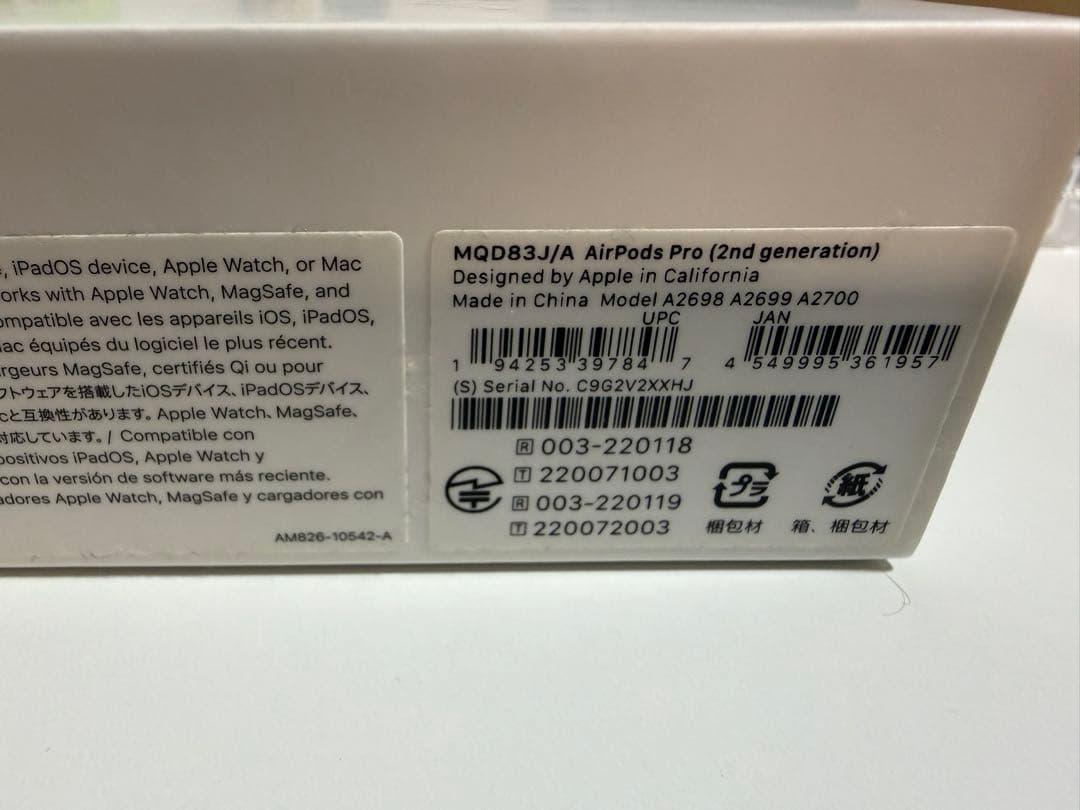 , iPadOS device, Apple Watch, or Mac
orks with Apple Watch, MagSafe, and
ompatible avec les appareils iOS, iPadOS,
ac équipés du logiciel le plus récent.
argeurs MagSafe, certifiés Qi ou pour
フトウェアを搭載したiOSデバイス、iPadOSデバイス、
cと互換性があります。Apple Watch、MagSafe、
対応しています。/ Compatible con
positivos iPadOS, Apple Watch y
con la versión de software más reciente.
adores Apple Watch, MagSafe y cargadores con
AM826-10542-A
MQD83J/A AirPods Pro (2nd generation)
Designed by Apple in California
Made in China Model A2698 A2699 A2700
UPC JAN
1 94253 39784 7 4 549995 361957
(S) Serial No. C9G2V2XXHJ
R 003-220118
T 220071003
R 003-220119
T 220072003
プラ 紙
梱包材 箱、梱包材